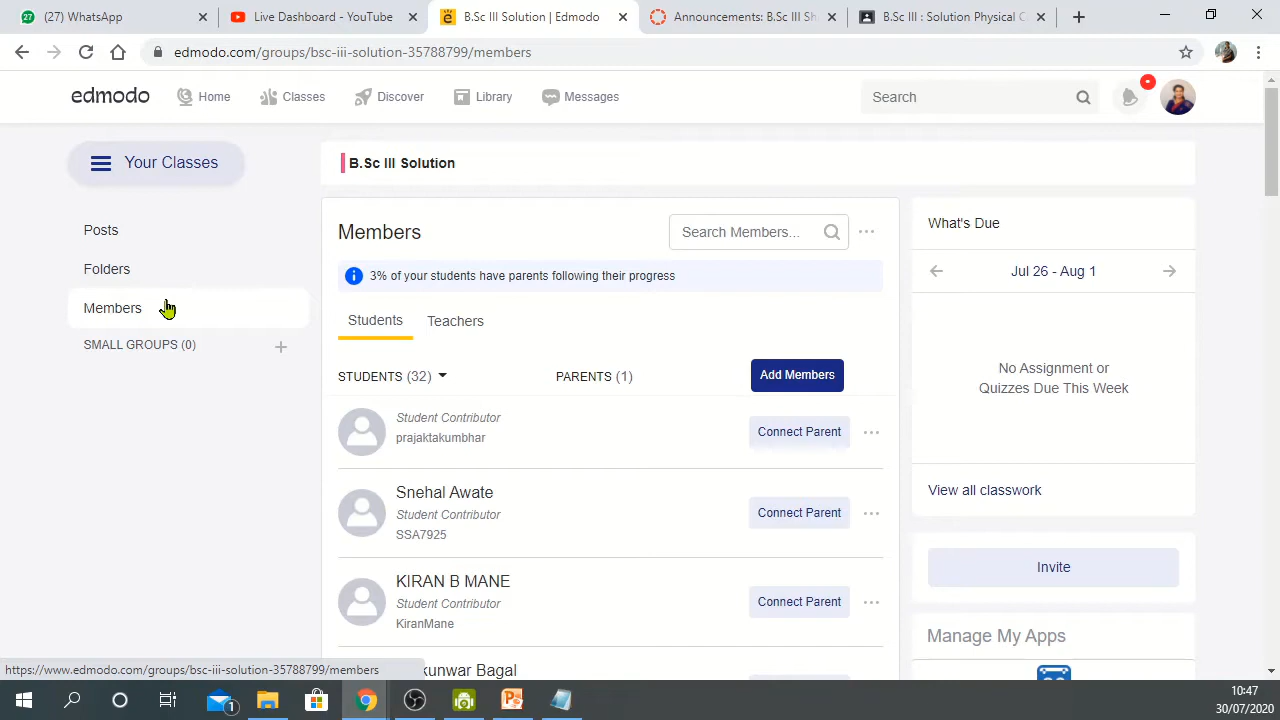 27
WhatsApp
Live Dashboard - YouTube
B.Sc III Solution | Edmodo
Announcements: B.Sc III Sh
B.Sc III : Solution Physical C
edmodo.com/groups/bsc-iii-solution-35788799/members
edmodo
Home
Classes
Discover
Library
Messages
Search
Your Classes
Posts
Folders
Members
SMALL GROUPS (0)
B.Sc III Solution
Members
Search Members...
3% of your students have parents following their progress
Students
Teachers
STUDENTS (32)
PARENTS (1)
Add Members
Student Contributor
prajaktakumbhar
Connect Parent
Snehal Awate
Student Contributor
SSA7925
Connect Parent
KIRAN B MANE
Student Contributor
KiranMane
Connect Parent
kunwar Bagal
What's Due
Jul 26 - Aug 1
No Assignment or
Quizzes Due This Week
View all classwork
Invite
Manage My Apps
https://www.edmodo.com/groups/bsc-iii-solution-35788799/members
1
10:47
30/07/2020